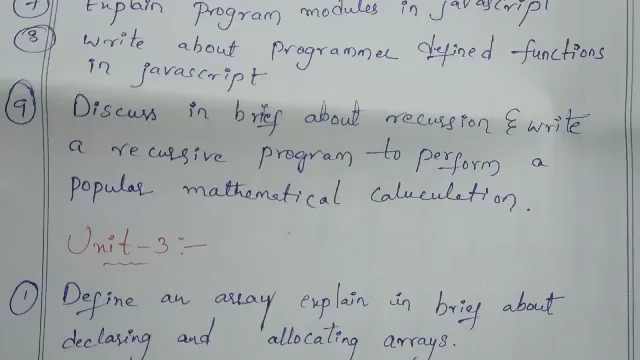 7 Explain program modules in javascript
8 Write about programmer defined functions
in javascript
9 Discuss in brief about recussion & write
a recursive program to perform a
popular mathematical caluculation.
Unit-3:-
1 Define an array explain in brief about
declaring and allocating arrays.